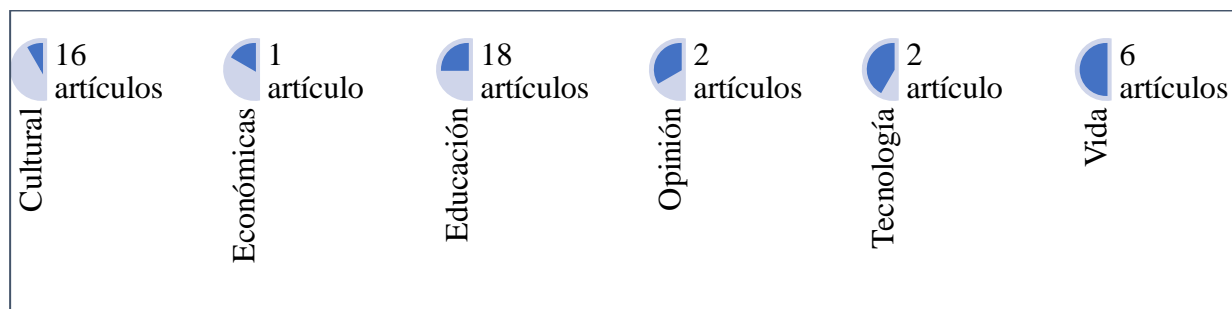 16
artículos
Cultural
1
artículo
Económicas
18
artículos
Educación
2
artículos
Opinión
2
artículo
Tecnología
6
artículos
Vida